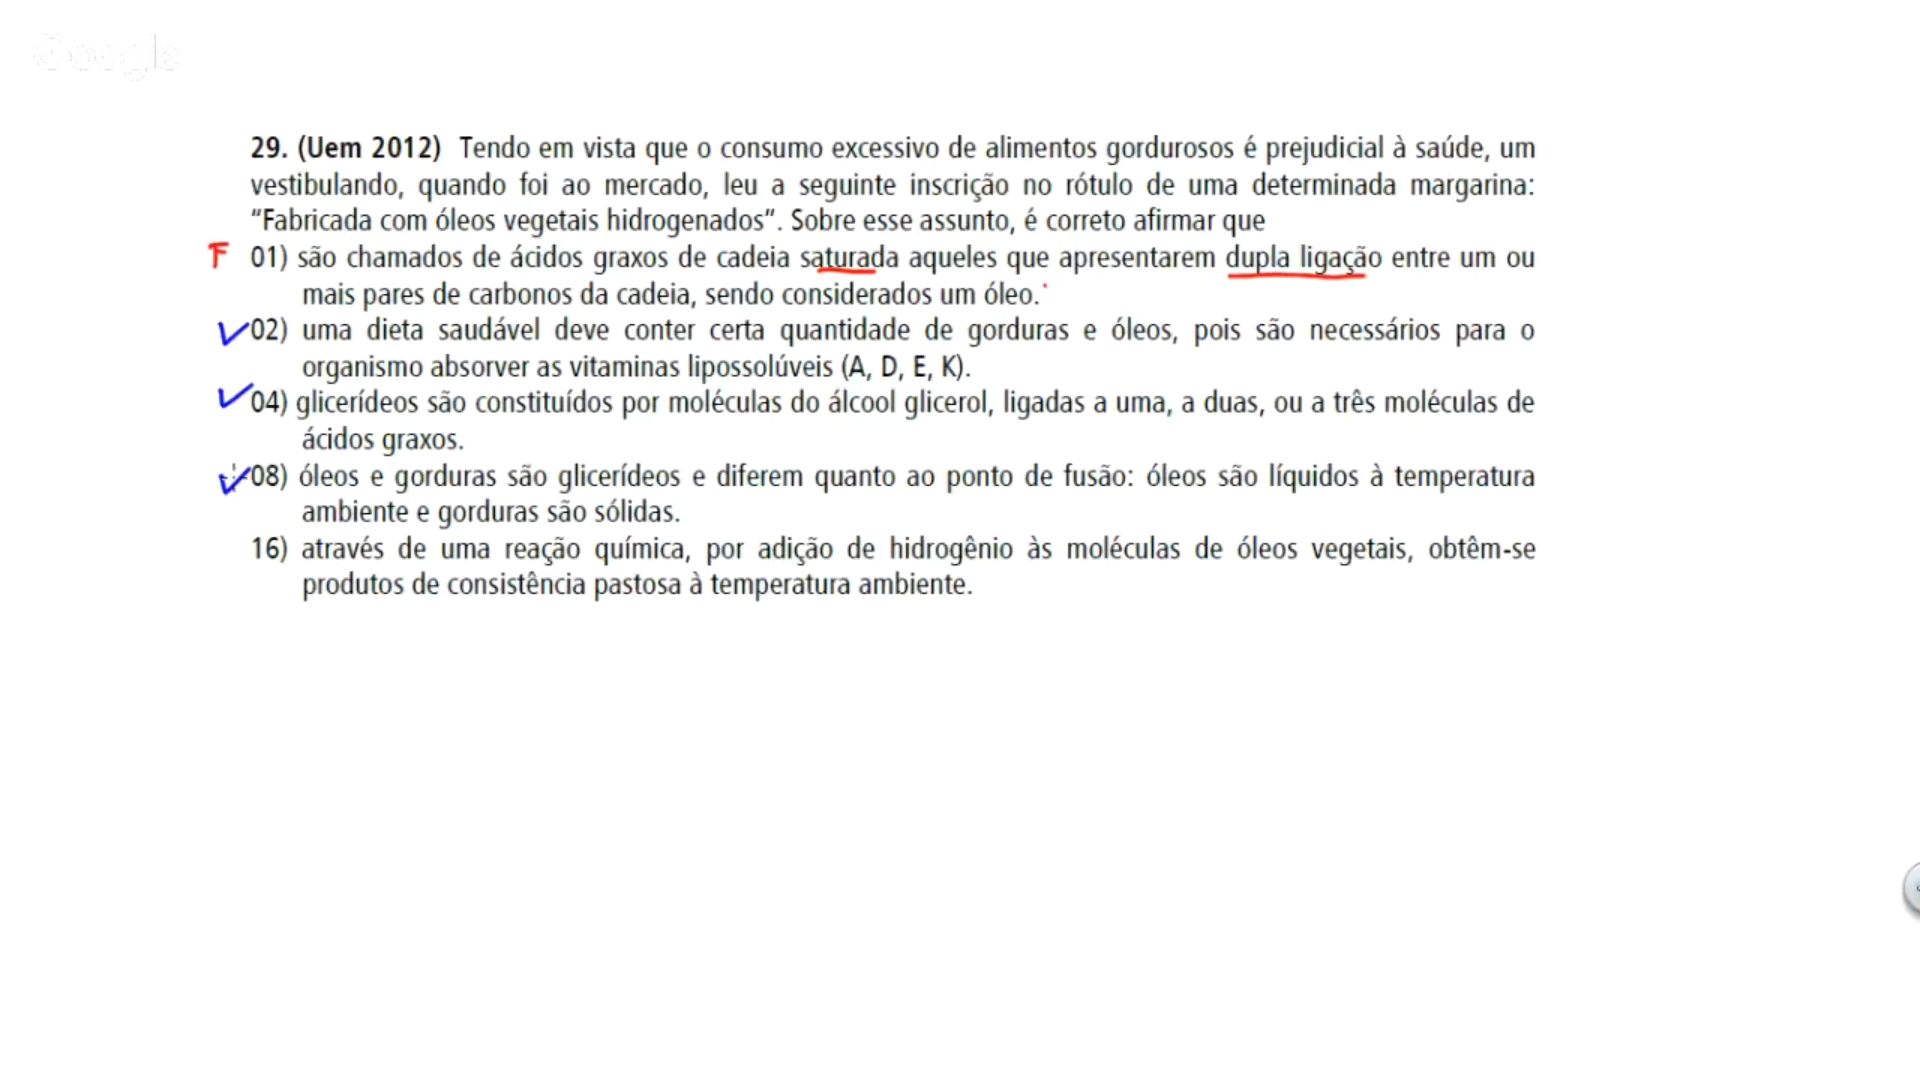 Google
29. (Uem 2012) Tendo em vista que o consumo excessivo de alimentos gordurosos é prejudicial à saúde, um
vestibulando, quando foi ao mercado, leu a seguinte inscrição no rótulo de uma determinada margarina:
“Fabricada com óleos vegetais hidrogenados”. Sobre esse assunto, é correto afirmar que
F 01) são chamados de ácidos graxos de cadeia saturada aqueles que apresentarem dupla ligação entre um ou
mais pares de carbonos da cadeia, sendo considerados um óleo.
02) uma dieta saudável deve conter certa quantidade de gorduras e óleos, pois são necessários para o
organismo absorver as vitaminas lipossolúveis (A, D, E, K).
04) glicerídeos são constituídos por moléculas do álcool glicerol, ligadas a uma, a duas, ou a três moléculas de
ácidos graxos.
08) óleos e gorduras são glicerídeos e diferem quanto ao ponto de fusão: óleos são líquidos à temperatura
ambiente e gorduras são sólidas.
16) através de uma reação química, por adição de hidrogênio às moléculas de óleos vegetais, obtêm-se
produtos de consistência pastosa à temperatura ambiente.